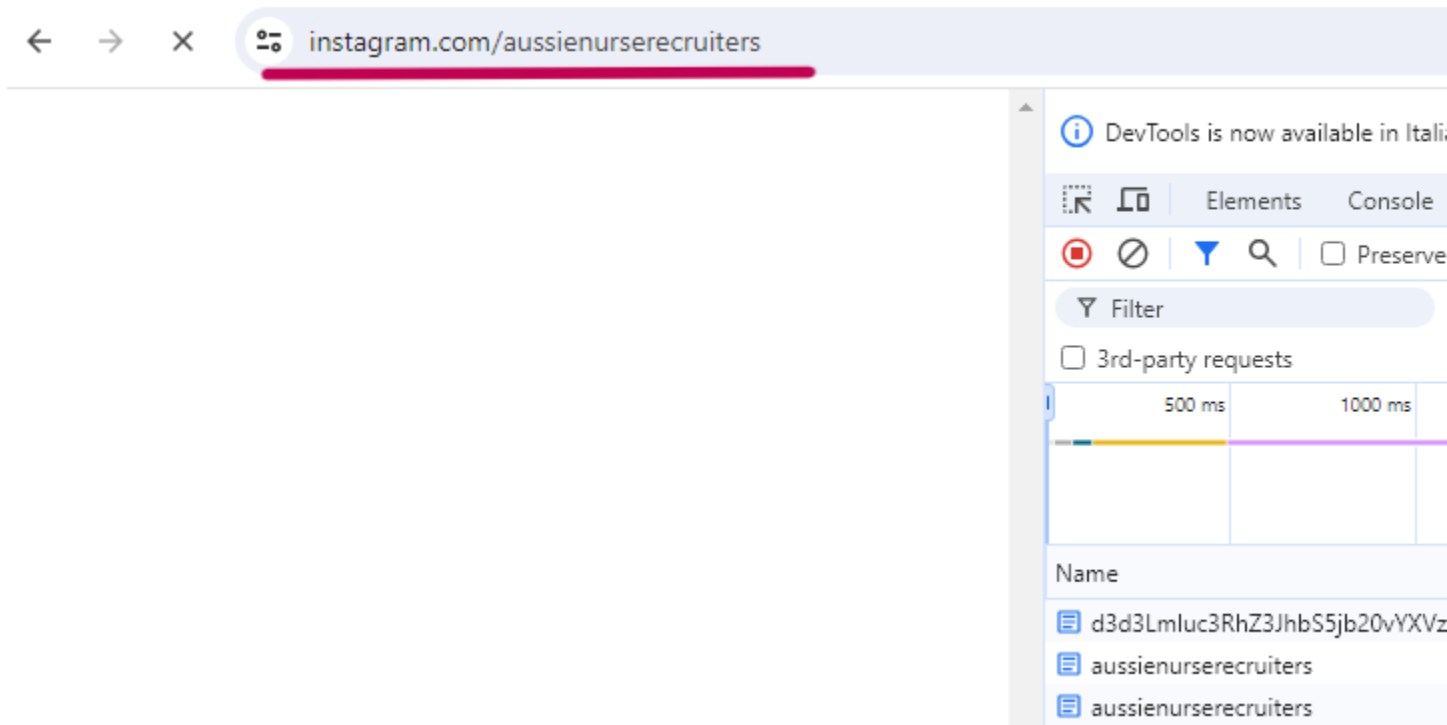 instagram.com/aussienurserecruiters
DevTools is now available in Itali
Elements Console
Preserve
Filter
3rd-party requests
500 ms 1000 ms
Name
d3d3Lmluc3RhZ3JhbS5jb20vYXVz
aussienurserecruiters
aussienurserecruiters